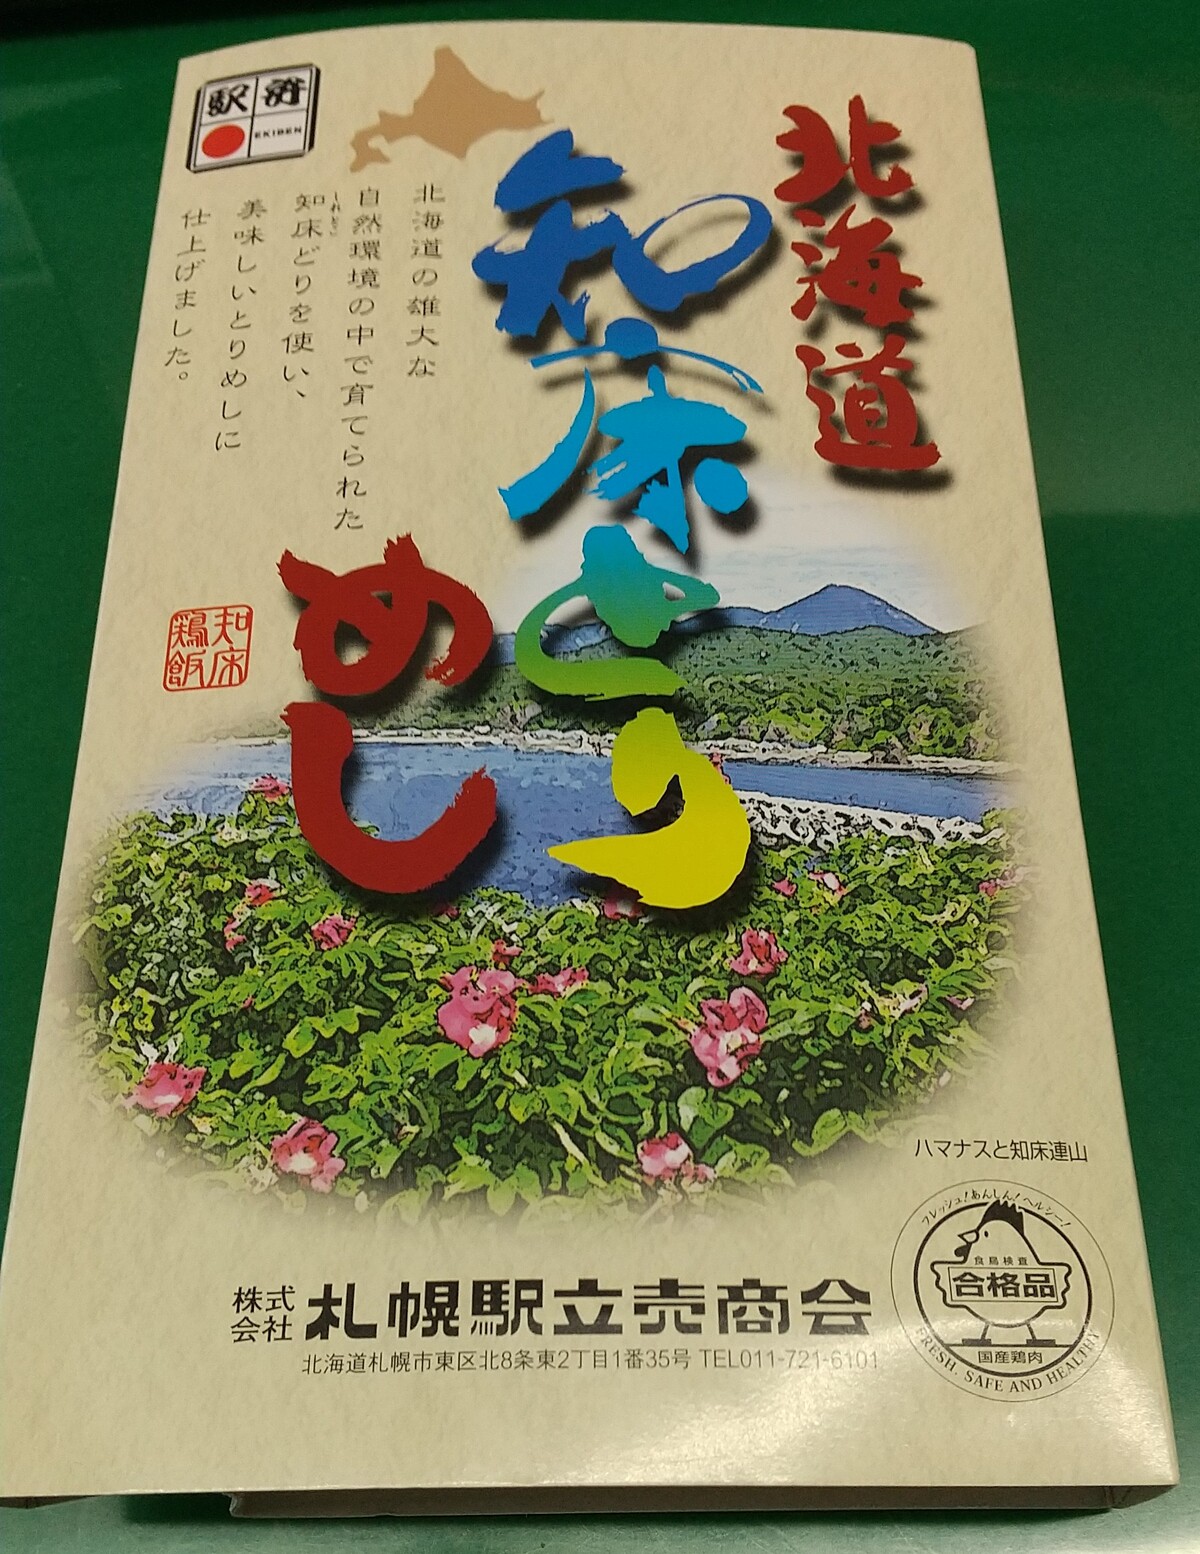 北海道
知床とり
めし
駅弁
EKIBEN
北海道の雄大な
自然環境の中で育てられた
しれとこ
知床どりを使い、
美味しいとりめしに
仕上げました。
知床
鶏飯
ハマナスと知床連山
フレッシュ!あんしん!ヘルシー!
食鳥検査
合格品
国産鶏肉
FRESH, SAFE AND HEALTHY
株式
会社
札幌駅立売商会
北海道札幌市東区北8条東2丁目1番35号 TEL011-721-6101